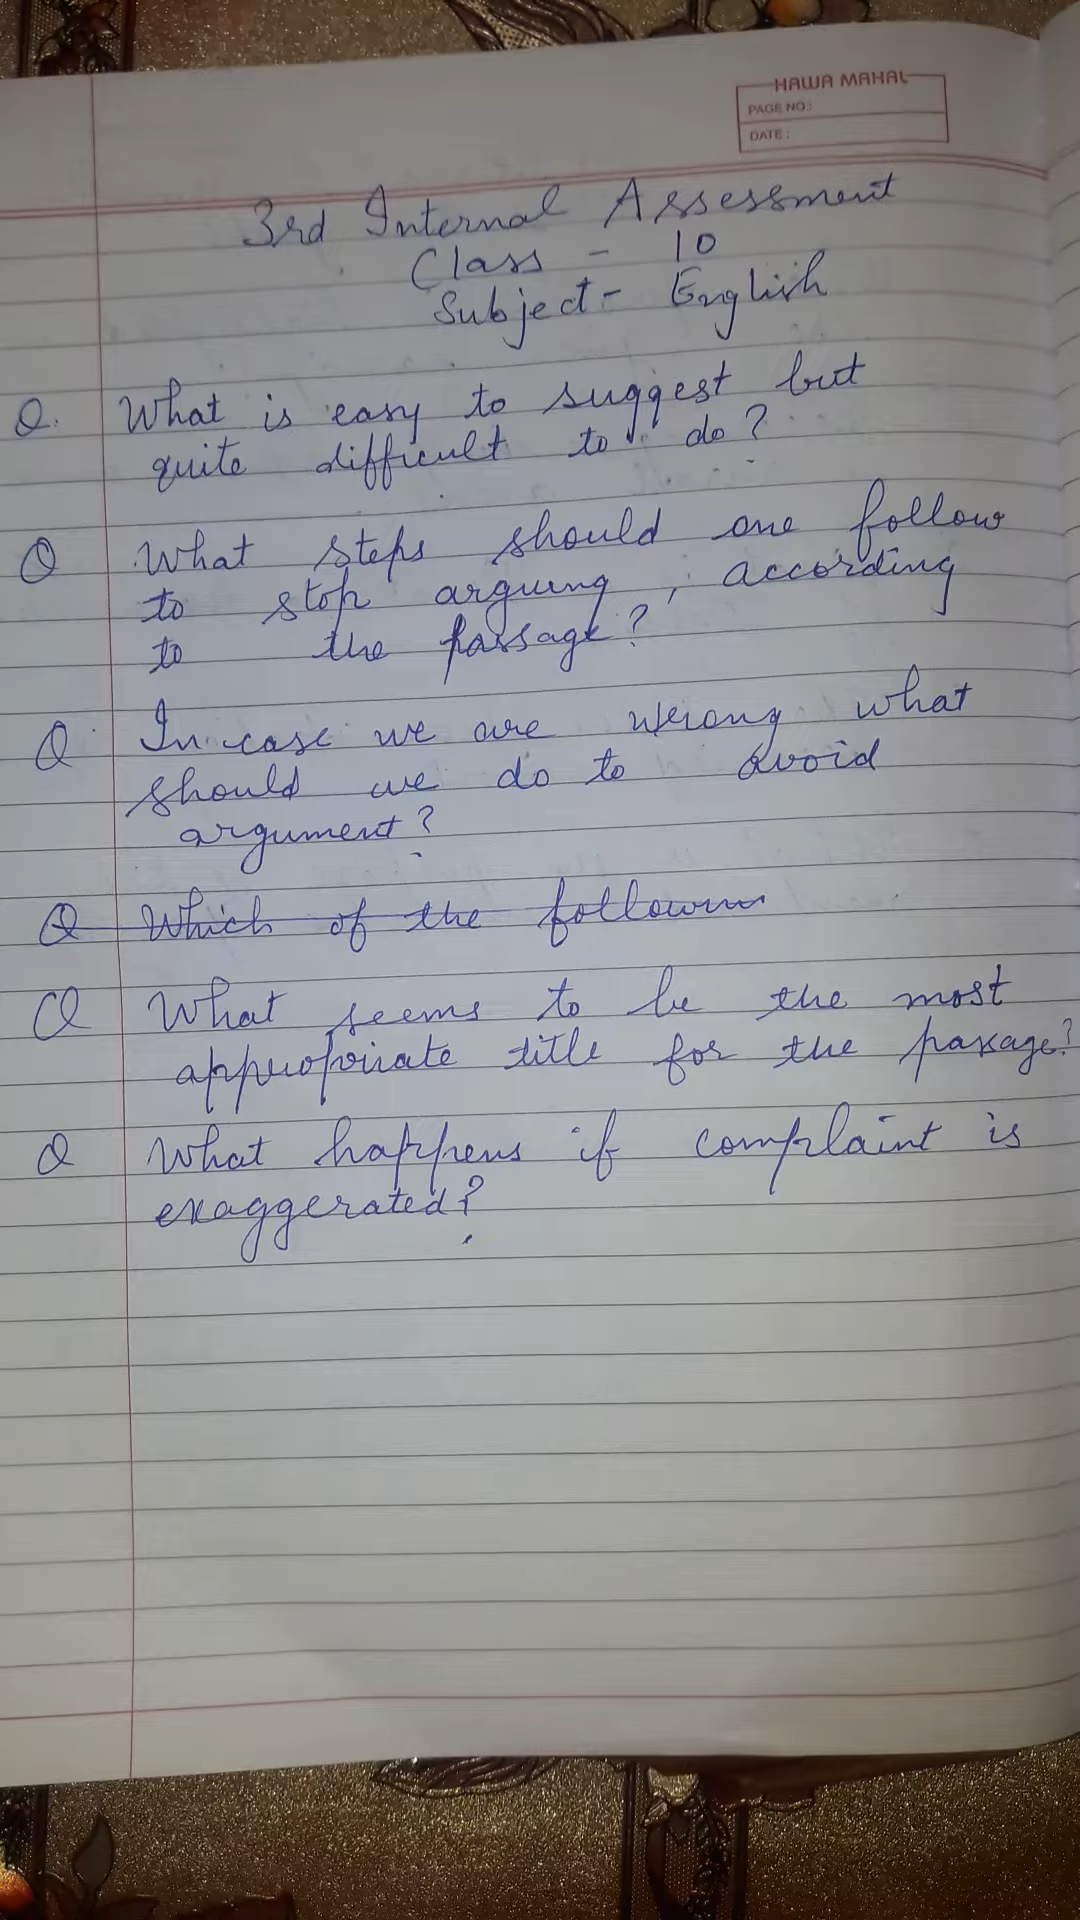 HAWA MAHAL
PAGE NO.:
DATE :
3rd Internal Assessment
Class - 10
Subject - English
Q. What is easy to suggest but
quite difficult to do?
Q What steps should one follow
to stop arguing, according
to the passage?
Q In case we are wrong what
should we do to avoid
argument?
Q Which of the followin
Q What seems to be the most
appropriate title for the passage?
Q What happens if complaint is
exaggerated?